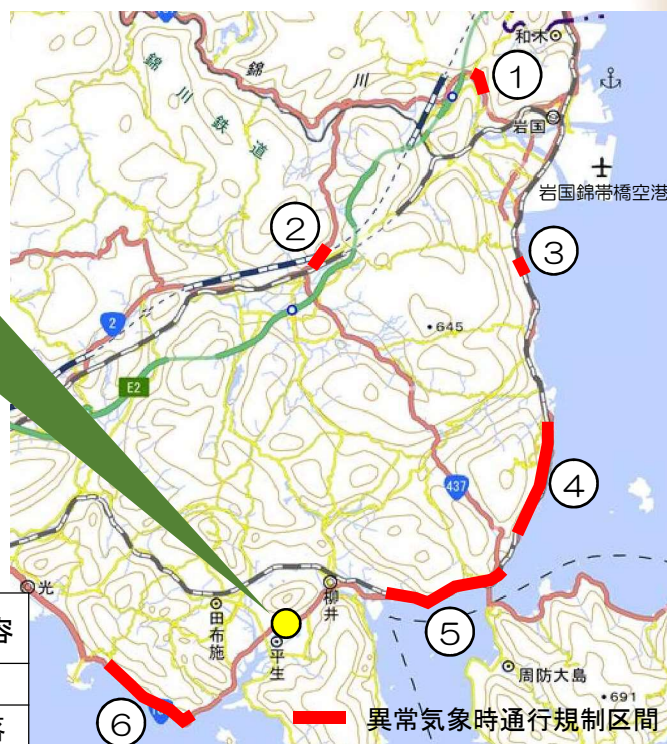 和木
①
錦
川
錦川鉄道
岩国
岩国錦帯橋空港
②
③
2
・645
E2
437
④
光
柳井
田布施
平生
⑤
周防大島
・691
容
⑥
異常気象時通行規制区間